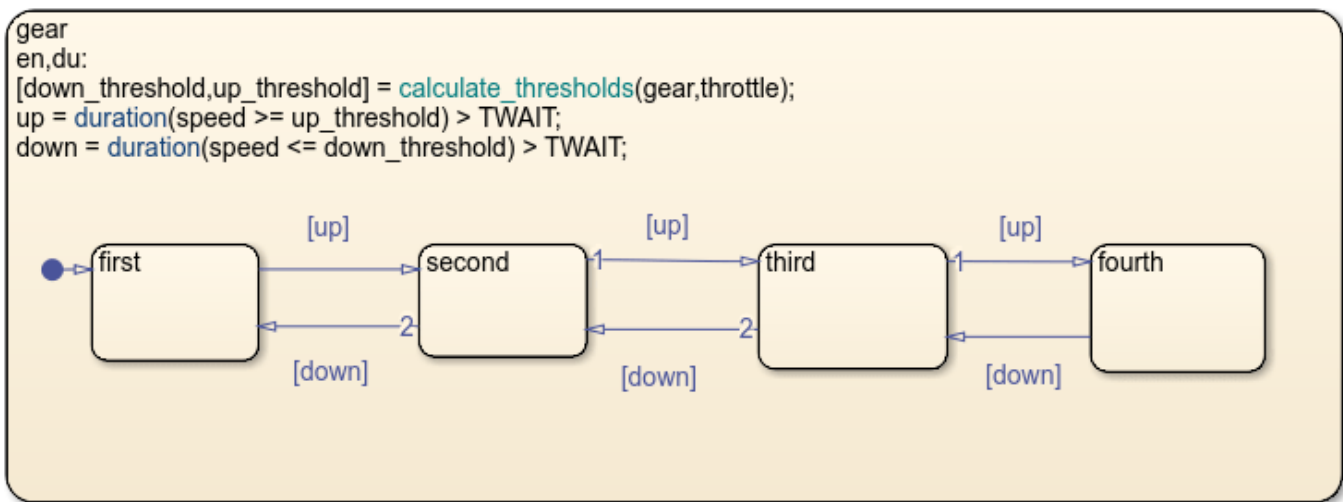 gear
en,du:
[down_threshold,up_threshold] = calculate_thresholds(gear,throttle);
up = duration(speed >= up_threshold) > TWAIT;
down = duration(speed <= down_threshold) > TWAIT;
[up]
[up]
[up]
first
second
1
third
1
fourth
2
2
[down]
[down]
[down]